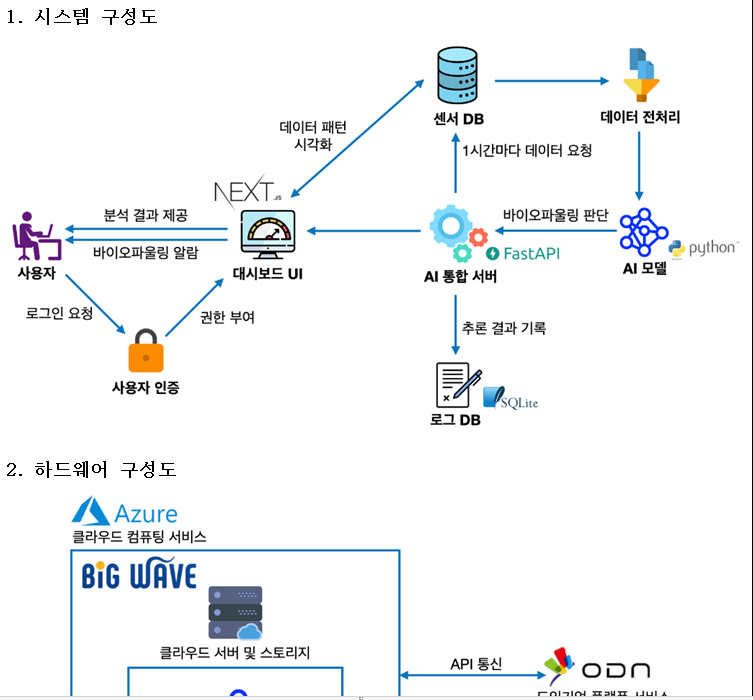 1. 시스템 구성도
센서 DB
데이터 전처리
데이터 패턴
시각화
1시간마다 데이터 요청
NEXT.JS
분석 결과 제공
바이오파울링 판단
바이오파울링 알람
FastAPI
python™
사용자
대시보드 UI
AI 통합 서버
AI 모델
로그인 요청
권한 부여
추론 결과 기록
사용자 인증
SQLite
로그 DB
2. 하드웨어 구성도
Azure
클라우드 컴퓨팅 서비스
BiG WAVE
클라우드 서버 및 스토리지
API 통신
ODN